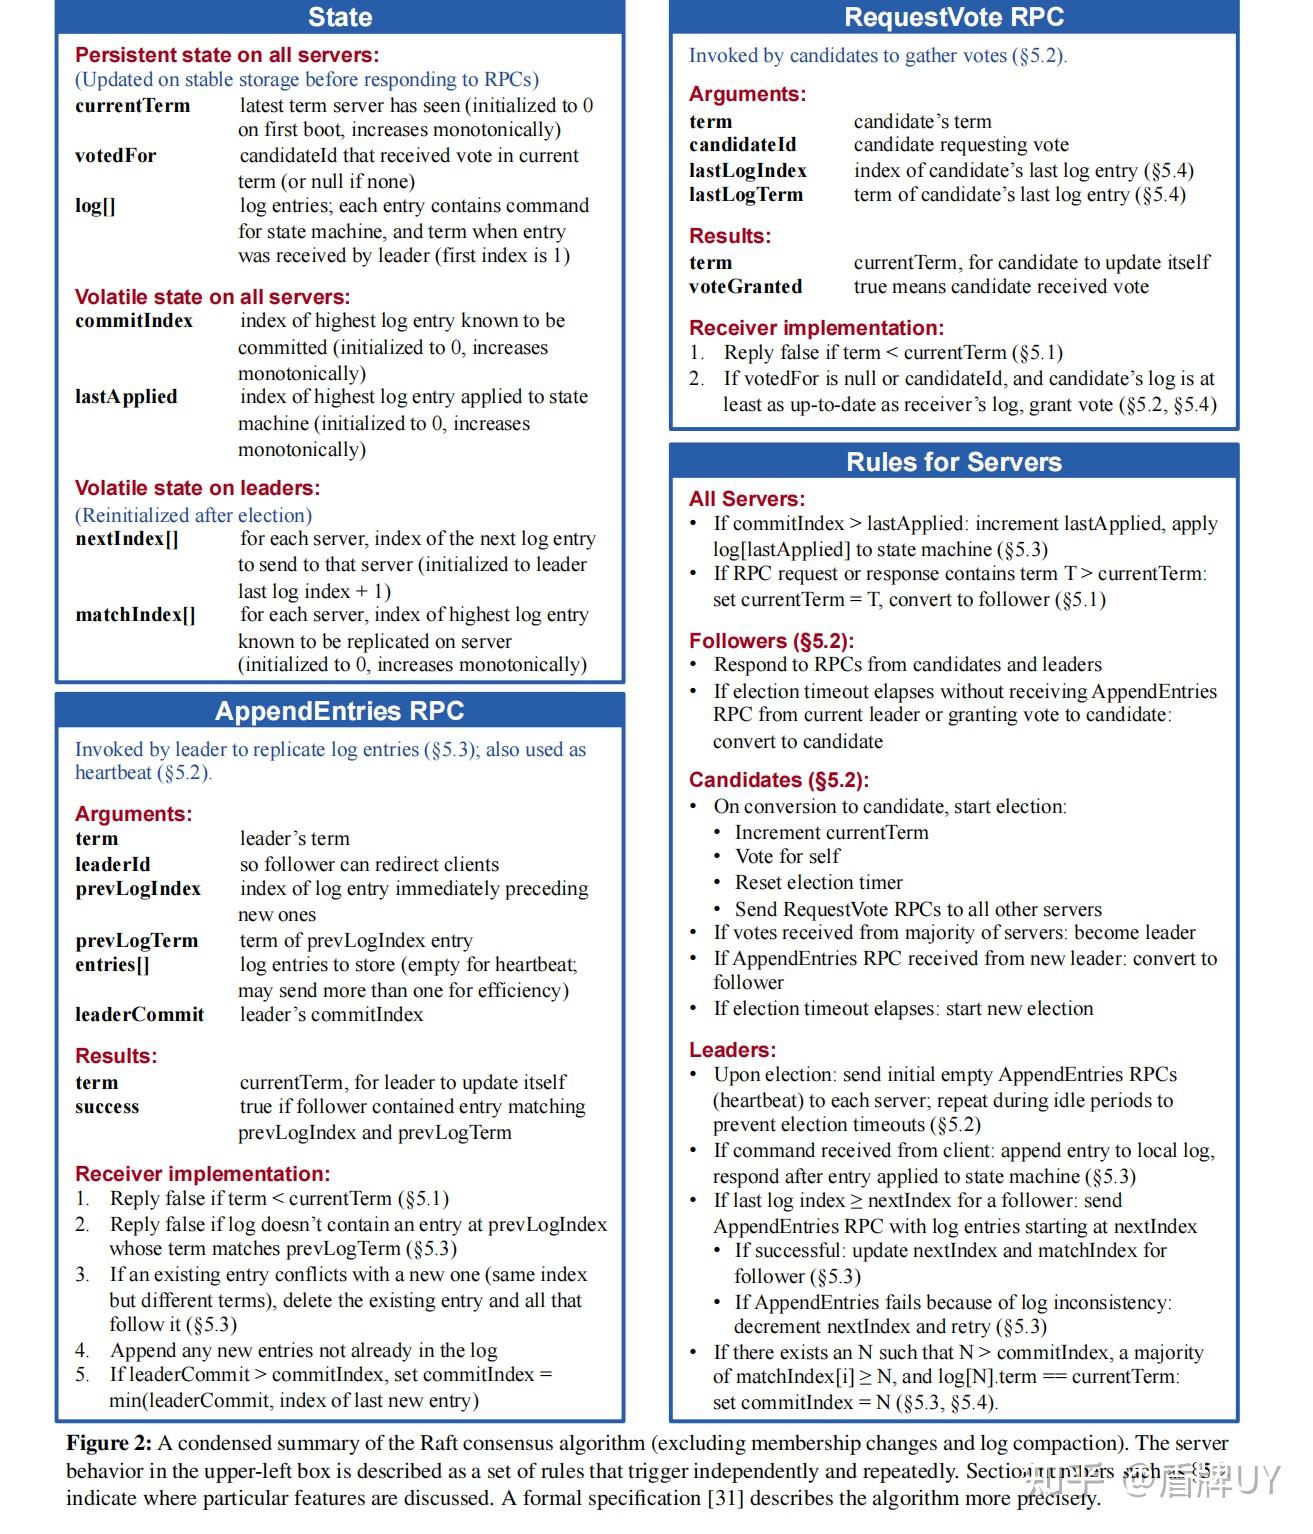 State
Persistent state on all servers:
(Updated on stable storage before responding to RPCs)
currentTerm latest term server has seen (initialized to 0
on first boot, increases monotonically)
votedFor candidateId that received vote in current
term (or null if none)
log[] log entries; each entry contains command
for state machine, and term when entry
was received by leader (first index is 1)
Volatile state on all servers:
commitIndex index of highest log entry known to be
committed (initialized to 0, increases
monotonically)
lastApplied index of highest log entry applied to state
machine (initialized to 0, increases
monotonically)
Volatile state on leaders:
(Reinitialized after election)
nextIndex[] for each server, index of the next log entry
to send to that server (initialized to leader
last log index + 1)
matchIndex[] for each server, index of highest log entry
known to be replicated on server
(initialized to 0, increases monotonically)
AppendEntries RPC
Invoked by leader to replicate log entries (§5.3); also used as
heartbeat (§5.2).
Arguments:
term leader’s term
leaderId so follower can redirect clients
prevLogIndex index of log entry immediately preceding
new ones
prevLogTerm term of prevLogIndex entry
entries[] log entries to store (empty for heartbeat;
may send more than one for efficiency)
leaderCommit leader’s commitIndex
Results:
term currentTerm, for leader to update itself
success true if follower contained entry matching
prevLogIndex and prevLogTerm
Receiver implementation:
1. Reply false if term < currentTerm (§5.1)
2. Reply false if log doesn’t contain an entry at prevLogIndex
whose term matches prevLogTerm (§5.3)
3. If an existing entry conflicts with a new one (same index
but different terms), delete the existing entry and all that
follow it (§5.3)
4. Append any new entries not already in the log
5. If leaderCommit > commitIndex, set commitIndex =
min(leaderCommit, index of last new entry)
RequestVote RPC
Invoked by candidates to gather votes (§5.2).
Arguments:
term candidate’s term
candidateId candidate requesting vote
lastLogIndex index of candidate’s last log entry (§5.4)
lastLogTerm term of candidate’s last log entry (§5.4)
Results:
term currentTerm, for candidate to update itself
voteGranted true means candidate received vote
Receiver implementation:
1. Reply false if term < currentTerm (§5.1)
2. If votedFor is null or candidateId, and candidate’s log is at
least as up-to-date as receiver’s log, grant vote (§5.2, §5.4)
Rules for Servers
All Servers:
• If commitIndex > lastApplied: increment lastApplied, apply
log[lastApplied] to state machine (§5.3)
• If RPC request or response contains term T > currentTerm:
set currentTerm = T, convert to follower (§5.1)
Followers (§5.2):
• Respond to RPCs from candidates and leaders
• If election timeout elapses without receiving AppendEntries
RPC from current leader or granting vote to candidate:
convert to candidate
Candidates (§5.2):
• On conversion to candidate, start election:
• Increment currentTerm
• Vote for self
• Reset election timer
• Send RequestVote RPCs to all other servers
• If votes received from majority of servers: become leader
• If AppendEntries RPC received from new leader: convert to
follower
• If election timeout elapses: start new election
Leaders:
• Upon election: send initial empty AppendEntries RPCs
(heartbeat) to each server; repeat during idle periods to
prevent election timeouts (§5.2)
• If command received from client: append entry to local log,
respond after entry applied to state machine (§5.3)
• If last log index ≥ nextIndex for a follower: send
AppendEntries RPC with log entries starting at nextIndex
• If successful: update nextIndex and matchIndex for
follower (§5.3)
• If AppendEntries fails because of log inconsistency:
decrement nextIndex and retry (§5.3)
• If there exists an N such that N > commitIndex, a majority
of matchIndex[i] ≥ N, and log[N].term == currentTerm:
set commitIndex = N (§5.3, §5.4).
Figure 2: A condensed summary of the Raft consensus algorithm (excluding membership changes and log compaction). The server
behavior in the upper-left box is described as a set of rules that trigger independently and repeatedly. Section numbers such as
indicate where particular features are discussed. A formal specification [31] describes the algorithm more precisely.
知乎 @盾牌UY